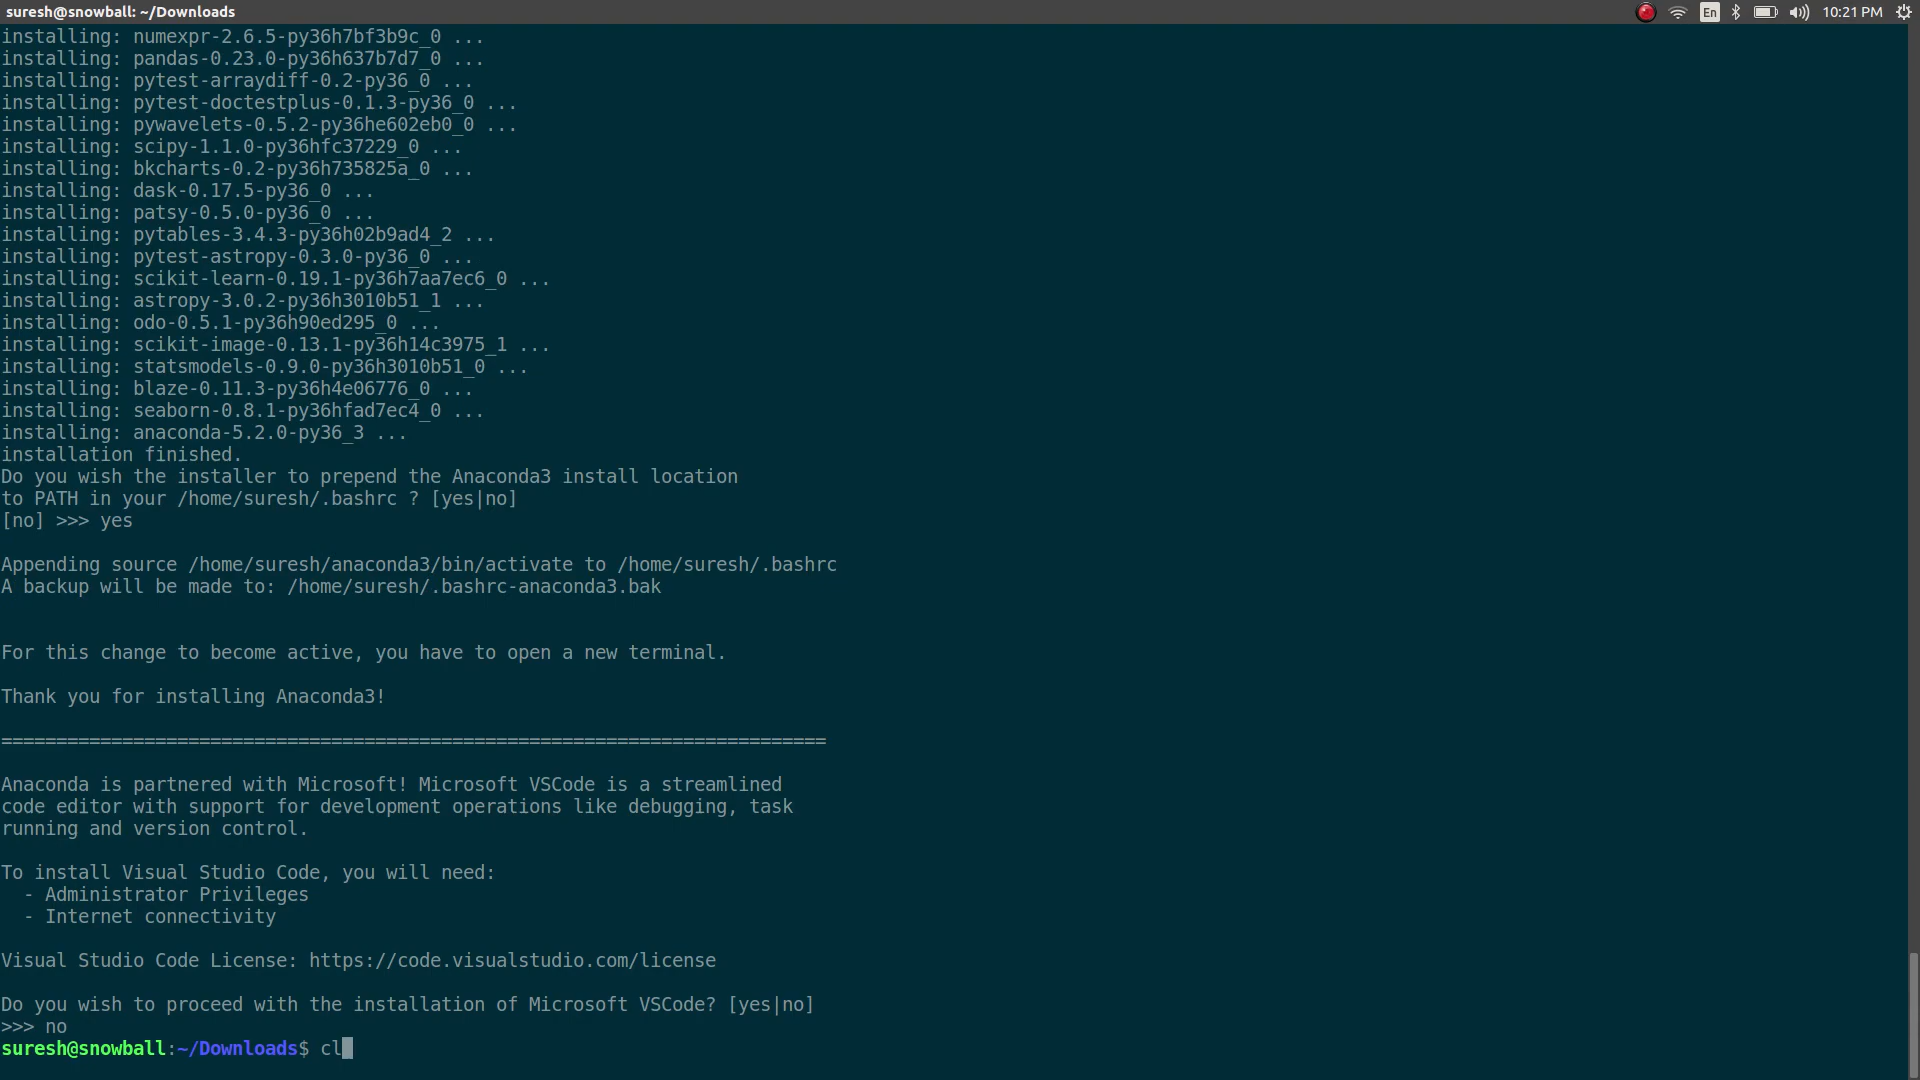 suresh@snowball: ~/Downloads
En
10:21 PM
installing: numexpr-2.6.5-py36h7bf3b9c_0 ...
installing: pandas-0.23.0-py36h637b7d7_0 ...
installing: pytest-arraydiff-0.2-py36_0 ...
installing: pytest-doctestplus-0.1.3-py36_0 ...
installing: pywavelets-0.5.2-py36he602eb0_0 ...
installing: scipy-1.1.0-py36hfc37229_0 ...
installing: bkcharts-0.2-py36h735825a_0 ...
installing: dask-0.17.5-py36_0 ...
installing: patsy-0.5.0-py36_0 ...
installing: pytables-3.4.3-py36h02b9ad4_2 ...
installing: pytest-astropy-0.3.0-py36_0 ...
installing: scikit-learn-0.19.1-py36h7aa7ec6_0 ...
installing: astropy-3.0.2-py36h3010b51_1 ...
installing: odo-0.5.1-py36h90ed295_0 ...
installing: scikit-image-0.13.1-py36h14c3975_1 ...
installing: statsmodels-0.9.0-py36h3010b51_0 ...
installing: blaze-0.11.3-py36h4e06776_0 ...
installing: seaborn-0.8.1-py36hfad7ec4_0 ...
installing: anaconda-5.2.0-py36_3 ...
installation finished.
Do you wish the installer to prepend the Anaconda3 install location
to PATH in your /home/suresh/.bashrc ? [yes|no]
[no] >>> yes
Appending source /home/suresh/anaconda3/bin/activate to /home/suresh/.bashrc
A backup will be made to: /home/suresh/.bashrc-anaconda3.bak
For this change to become active, you have to open a new terminal.
Thank you for installing Anaconda3!
===========================================================================
Anaconda is partnered with Microsoft! Microsoft VSCode is a streamlined
code editor with support for development operations like debugging, task
running and version control.
To install Visual Studio Code, you will need:
- Administrator Privileges
- Internet connectivity
Visual Studio Code License: https://code.visualstudio.com/license
Do you wish to proceed with the installation of Microsoft VSCode? [yes|no]
>>> no
suresh@snowball:~/Downloads$ cl